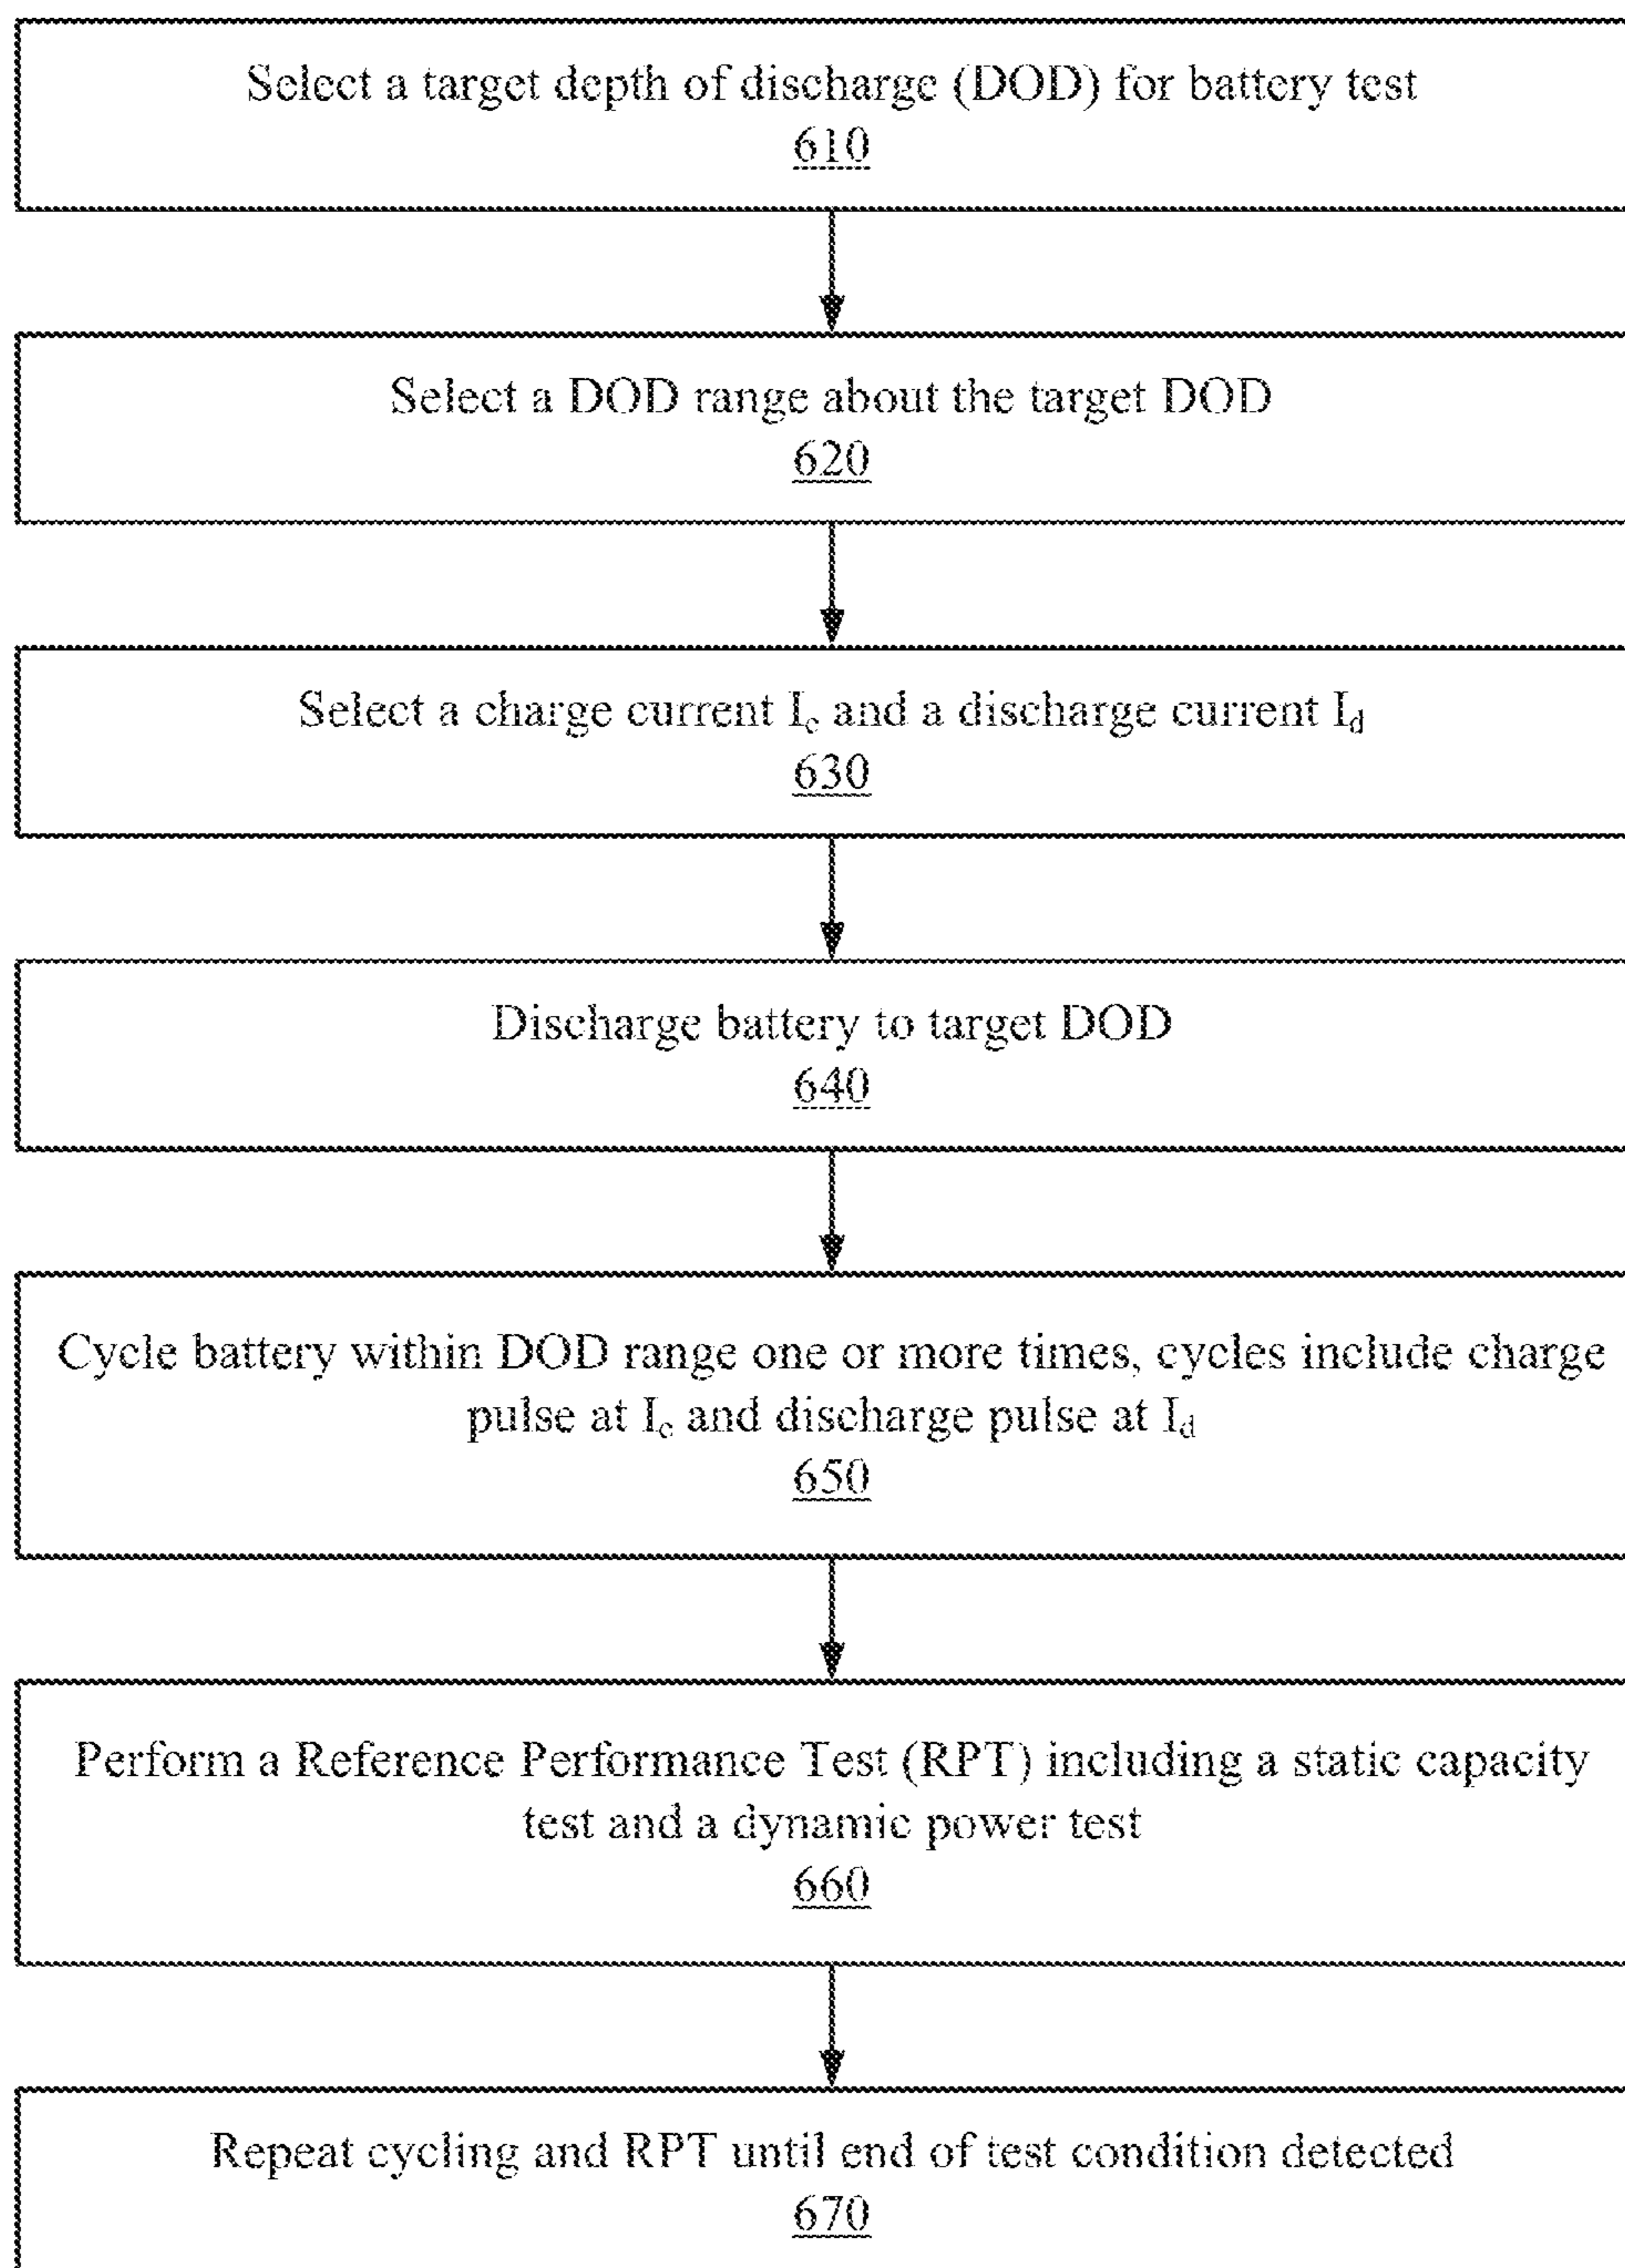 Select a target depth of discharge (DOD) for battery test
610
Select a DOD range about the target DOD
620
Select a charge current Ic and a discharge current Id
630
Discharge battery to target DOD
640
Cycle battery within DOD range one or more times, cycles include charge
pulse at Ic and discharge pulse at Id
650
Perform a Reference Performance Test (RPT) including a static capacity
test and a dynamic power test
660
Repeat cycling and RPT until end of test condition detected
670